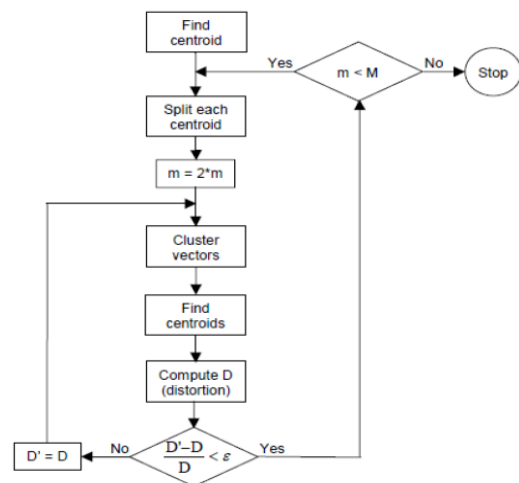 Find
centroid
Yes
m < M
No
Stop
Split each
centroid
m = 2*m
Cluster
vectors
Find
centroids
Compute D
(distortion)
D' = D
No
D'–D
D
< ε
Yes